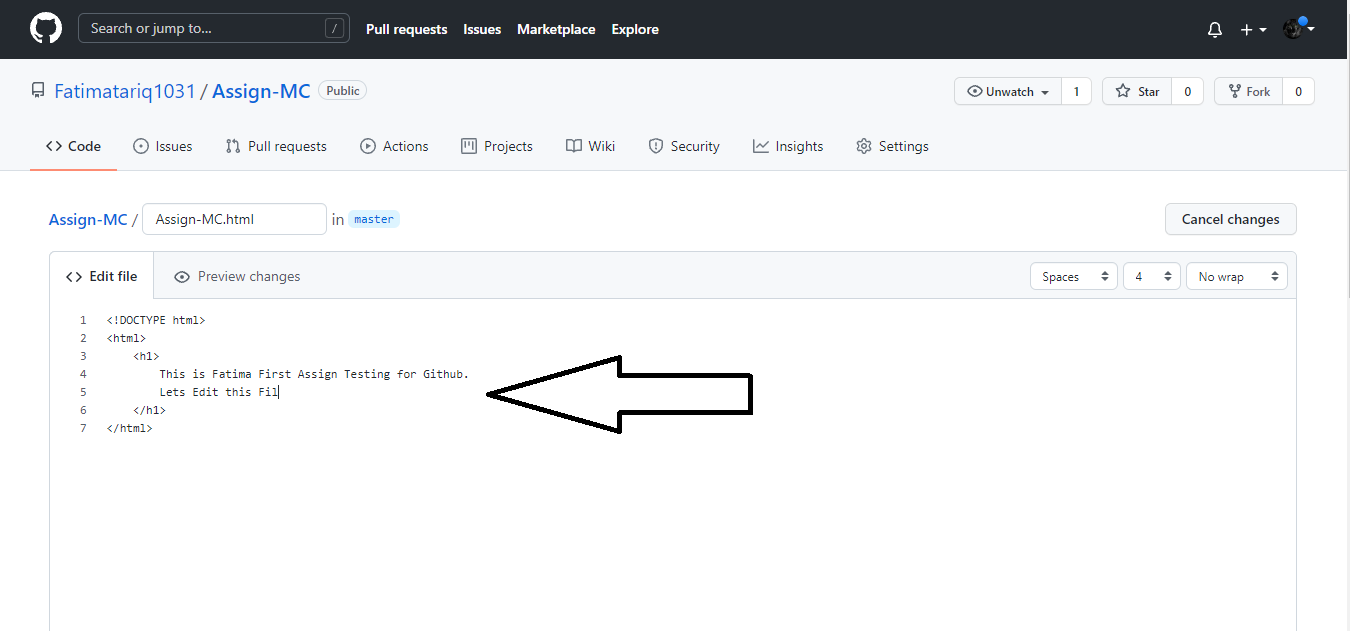 Search or jump to... / Pull requests Issues Marketplace Explore
Fatimatariq1031 / Assign-MC Public Unwatch 1 Star 0 Fork 0
<> Code Issues Pull requests Actions Projects Wiki Security Insights Settings
Assign-MC / Assign-MC.html in master Cancel changes
<> Edit file Preview changes Spaces 4 No wrap
1 <!DOCTYPE html>
2 <html>
3 <h1>
4 This is Fatima First Assign Testing for Github.
5 Lets Edit this Fil
6 </h1>
7 </html>